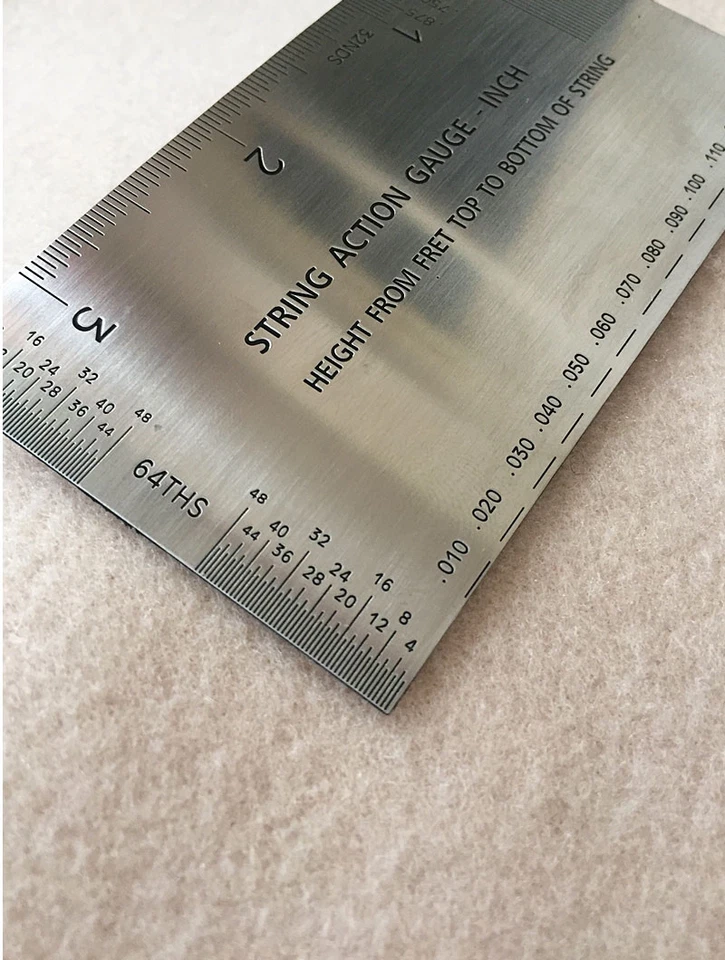 STRING ACTION GAUGE - INCH
HEIGHT FROM FRET TOP TO BOTTOM OF STRING
.010 .020 .030 .040 .050 .060 .070 .080 .090 .100 .110
32NDS
1
2
3
16 24 32 40 48
20 28 36 44
64THS
48 40 32 24 16 8
44 36 28 20 12 4